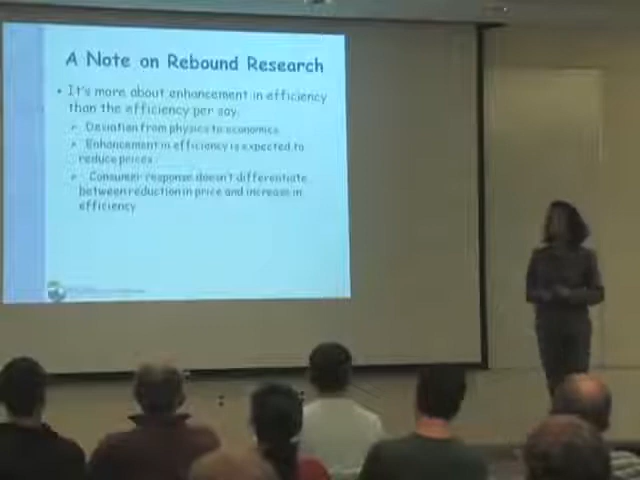 A Note on Rebound Research
• It's more about enhancement in efficiency
than the efficiency per say.
➤ Deviation from physics to economics
➤ Enhancement in efficiency is expected to
reduce prices
➤ Consumer response doesn't differentiate
between reduction in price and increase in
efficiency